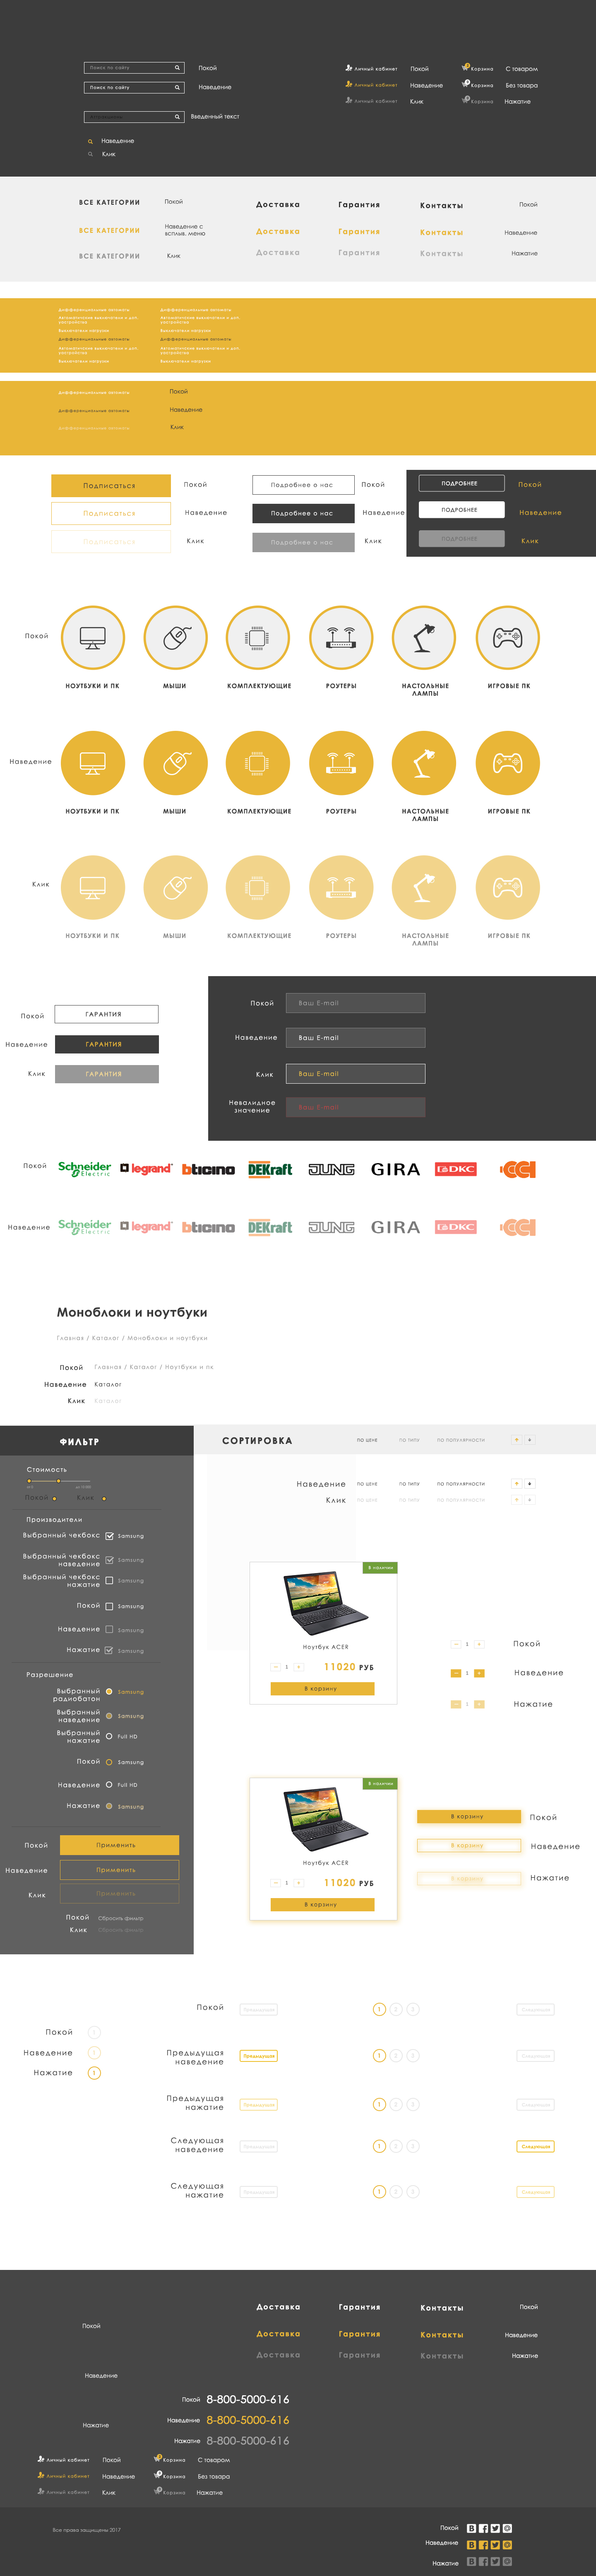 Поиск по сайту
Покой
Поиск по сайту
Наведение
Введенный текст
Наведение
Клик
Личный кабинет Покой
Личный кабинет Наведение
Личный кабинет Клик
Корзина С товаром
Корзина Без товара
Корзина Нажатие
ВСЕ КАТЕГОРИИ Покой
ВСЕ КАТЕГОРИИ Наведение с
всплыв. меню
ВСЕ КАТЕГОРИИ Клик
Доставка Гарантия Контакты Покой
Доставка Гарантия Контакты Наведение
Доставка Гарантия Контакты Нажатие
Дифференциальные автоматы Дифференциальные автоматы
Автоматические выключатели и доп. Автоматические выключатели и доп.
устройства устройства
Выключатели нагрузки Выключатели нагрузки
Дифференциальные автоматы Дифференциальные автоматы
Автоматические выключатели и доп. Автоматические выключатели и доп.
устройства устройства
Выключатели нагрузки Выключатели нагрузки
Дифференциальные автоматы Покой
Дифференциальные автоматы Наведение
Дифференциальные автоматы Клик
Подписаться Покой
Подписаться Наведение
Подписаться Клик
Подробнее о нас Покой
Подробнее о нас Наведение
Подробнее о нас Клик
ПОДРОБНЕЕ Покой
ПОДРОБНЕЕ Наведение
ПОДРОБНЕЕ Клик
Покой
НОУТБУКИ И ПК МЫШИ КОМПЛЕКТУЮЩИЕ РОУТЕРЫ НАСТОЛЬНЫЕ ИГРОВЫЕ ПК
ЛАМПЫ
Наведение
НОУТБУКИ И ПК МЫШИ КОМПЛЕКТУЮЩИЕ РОУТЕРЫ НАСТОЛЬНЫЕ ИГРОВЫЕ ПК
ЛАМПЫ
Клик
НОУТБУКИ И ПК МЫШИ КОМПЛЕКТУЮЩИЕ РОУТЕРЫ НАСТОЛЬНЫЕ ИГРОВЫЕ ПК
ЛАМПЫ
Покой ГАРАНТИЯ
Наведение ГАРАНТИЯ
Клик ГАРАНТИЯ
Покой Ваш E-mail
Наведение Ваш E-mail
Клик Ваш E-mail
Невалидное
значение
Ваш E-mail
Покой Schneider Electric legrand bticino DEKraft JUNG GIRA DKC
Наведение Schneider Electric legrand bticino DEKraft JUNG GIRA DKC
Моноблоки и ноутбуки
Главная / Каталог / Моноблоки и ноутбуки
Покой Главная / Каталог / Ноутбуки и пк
Наведение Каталог
Клик Каталог
ФИЛЬТР
Стоимость
Покой Клик
Производители
Выбранный чекбокс Samsung
Выбранный чекбокс
наведение
Samsung
Выбранный чекбокс
нажатие
Samsung
Покой Samsung
Наведение Samsung
Нажатие Samsung
Разрешение
Выбранный
радиобатон
Samsung
Выбранный
наведение
Samsung
Выбранный
нажатие
Full HD
Покой Samsung
Наведение Full HD
Нажатие Samsung
Покой Применить
Наведение Применить
Клик Применить
Покой Сбросить фильтр
Клик Сбросить фильтр
СОРТИРОВКА ПО ЦЕНЕ ПО ТИПУ ПО ПОПУЛЯРНОСТИ
Наведение ПО ЦЕНЕ ПО ТИПУ ПО ПОПУЛЯРНОСТИ
Клик ПО ЦЕНЕ ПО ТИПУ ПО ПОПУЛЯРНОСТИ
В наличии
Ноутбук ACER
− 1 + 11020 РУБ
В корзину
− 1 + Покой
− 1 + Наведение
− 1 + Нажатие
В наличии
Ноутбук ACER
− 1 + 11020 РУБ
В корзину
В корзину Покой
В корзину Наведение
В корзину Нажатие
Покой 1
Наведение 1
Нажатие 1
Покой Предыдущая 1 2 3 Следующая
Предыдущая
наведение
Предыдущая 1 2 3 Следующая
Предыдущая
нажатие
Предыдущая 1 2 3 Следующая
Следующая
наведение
Предыдущая 1 2 3 Следующая
Следующая
нажатие
Предыдущая 1 2 3 Следующая
Доставка Гарантия Контакты Покой
Доставка Гарантия Контакты Наведение
Доставка Гарантия Контакты Нажатие
Покой
Наведение
Нажатие
Покой 8-800-5000-616
Наведение 8-800-5000-616
Нажатие 8-800-5000-616
Личный кабинет Покой
Личный кабинет Наведение
Личный кабинет Клик
Корзина С товаром
Корзина Без товара
Корзина Нажатие
Все права защищены 2017
Покой
Наведение
Нажатие